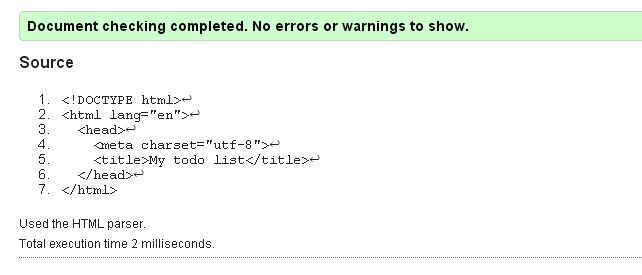 Document checking completed. No errors or warnings to show.
Source
1. <!DOCTYPE html>↩
2. <html lang="en">↩
3.   <head>↩
4.     <meta charset="utf-8">↩
5.     <title>My todo list</title>↩
6.   </head>↩
7. </html>
Used the HTML parser.
Total execution time 2 milliseconds.